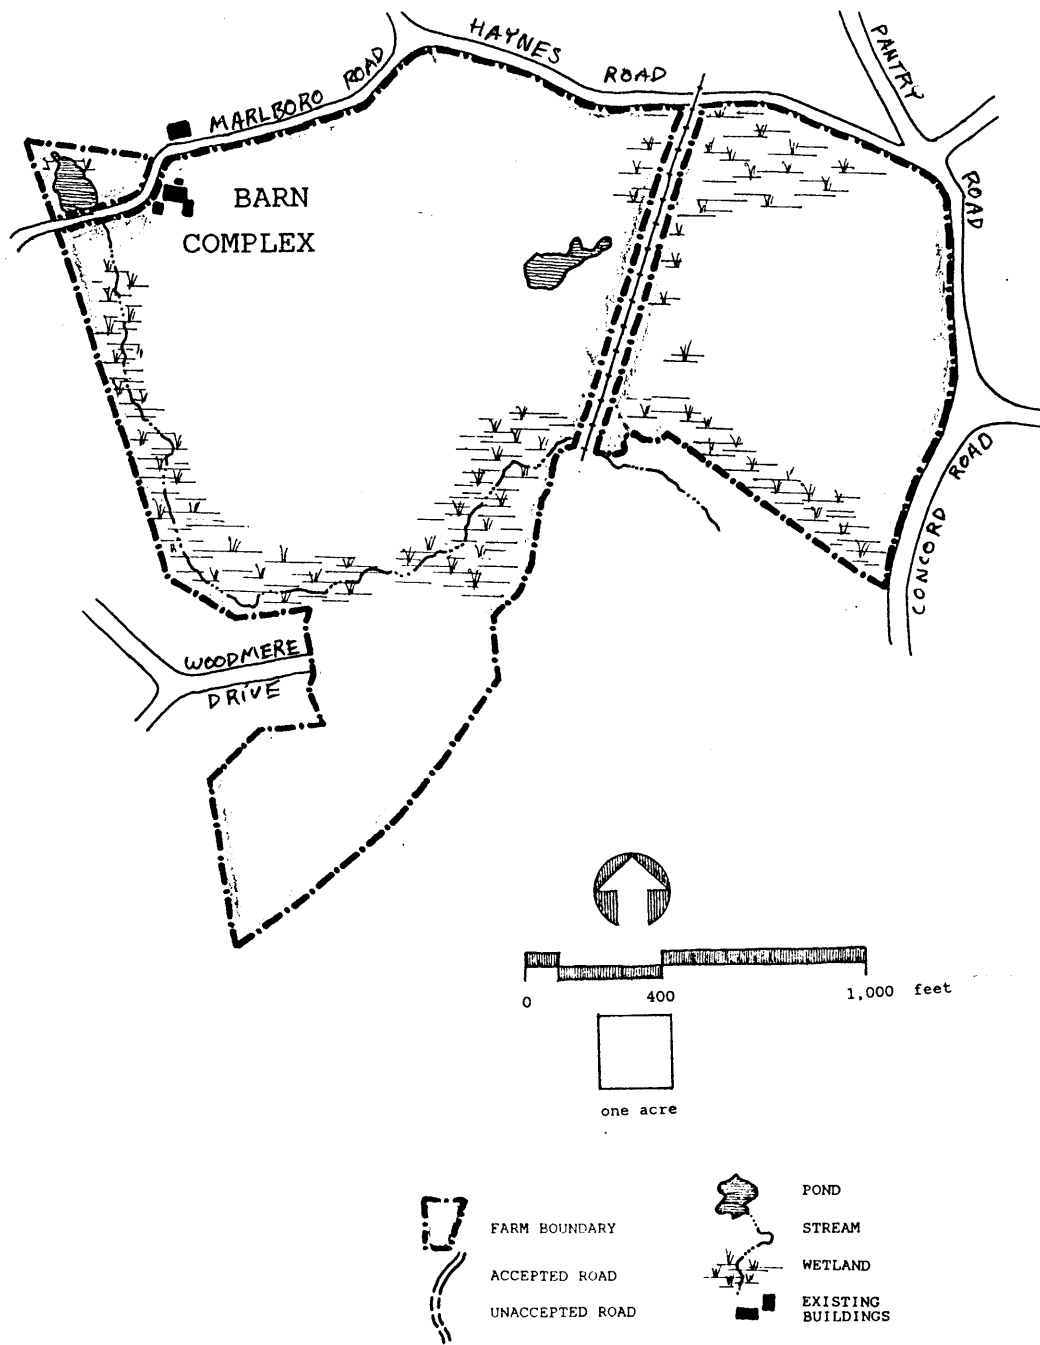 HAYNES
ROAD
PANTRY
ROAD
MARLBORO ROAD
BARN
COMPLEX
CONCORD ROAD
WOODMERE
DRIVE
0 400 1,000 feet
one acre
FARM BOUNDARY
ACCEPTED ROAD
UNACCEPTED ROAD
POND
STREAM
WETLAND
EXISTING
BUILDINGS